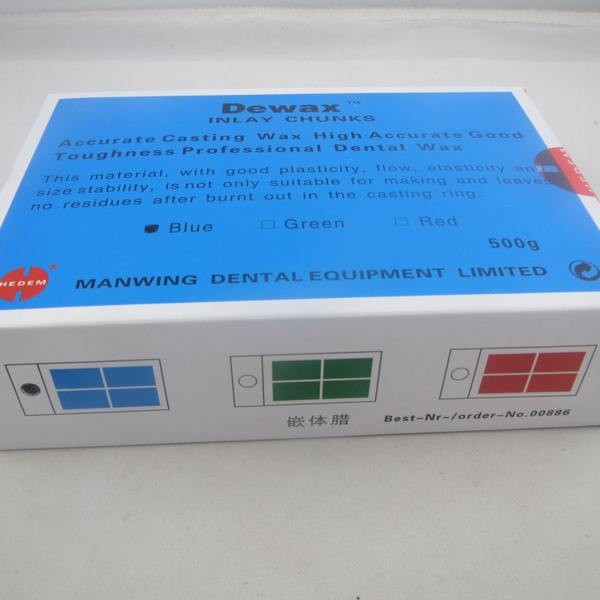 Dewax™
INLAY CHUNKS
Accurate Casting Wax High Accurate Good
Toughness Professional Dental Wax
This material, with good plasticity, flow, elasticity and
size stability, is not only suitable for making and leaves
no residues after burnt out in the casting ring.
Blue Green Red
500g
HEDEM®
MANWING DENTAL EQUIPMENT LIMITED
嵌体腊
Best-Nr-/order-No.00886